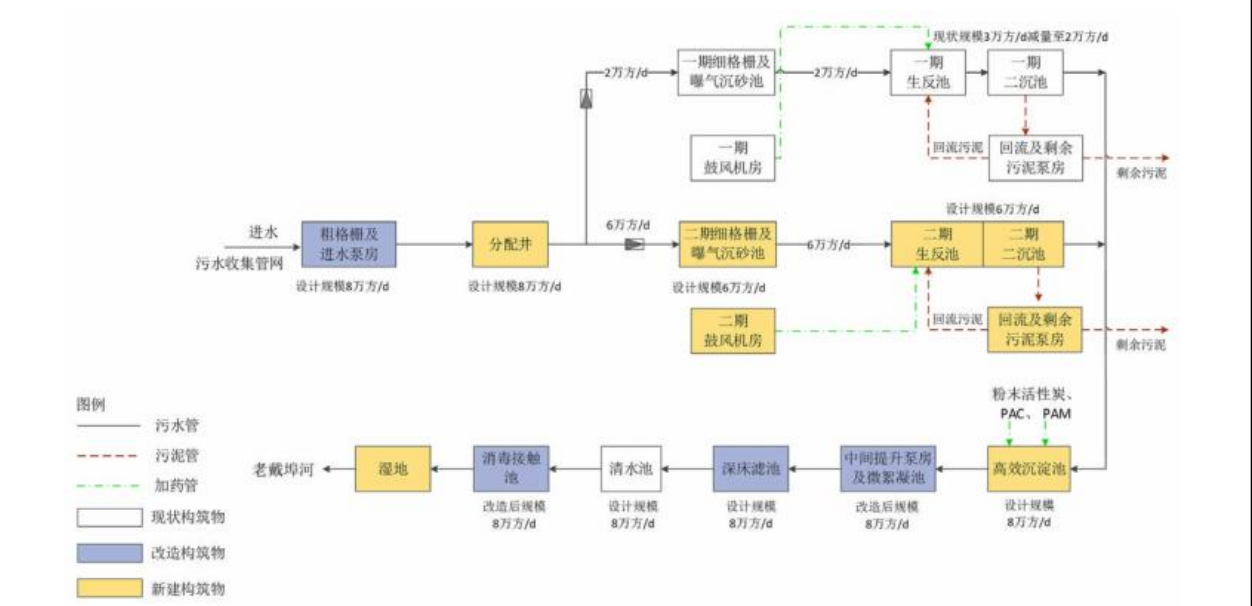 现状规模3万方/d减量至2万方/d
2万方/d
一期细格栅及
曝气沉砂池
2万方/d
一期
生反池
一期
二沉池
一期
鼓风机房
回流污泥
回流及剩余
污泥泵房
剩余污泥
进水
污水收集管网
粗格栅及
进水泵房
设计规模8万方/d
分配井
设计规模8万方/d
6万方/d
二期细格栅及
曝气沉砂池
设计规模6万方/d
6万方/d
设计规模6万方/d
二期
生反池
二期
二沉池
二期
鼓风机房
回流污泥
回流及剩余
污泥泵房
剩余污泥
粉末活性炭、
PAC、PAM
高效沉淀池
设计规模
8万方/d
中间提升泵房
及微絮凝池
改造后规模
8万方/d
深床滤池
设计规模
8万方/d
清水池
设计规模
8万方/d
消毒接触
池
改造后规模
8万方/d
湿地
老戴埠河
图例
污水管
污泥管
加药管
现状构筑物
改造构筑物
新建构筑物